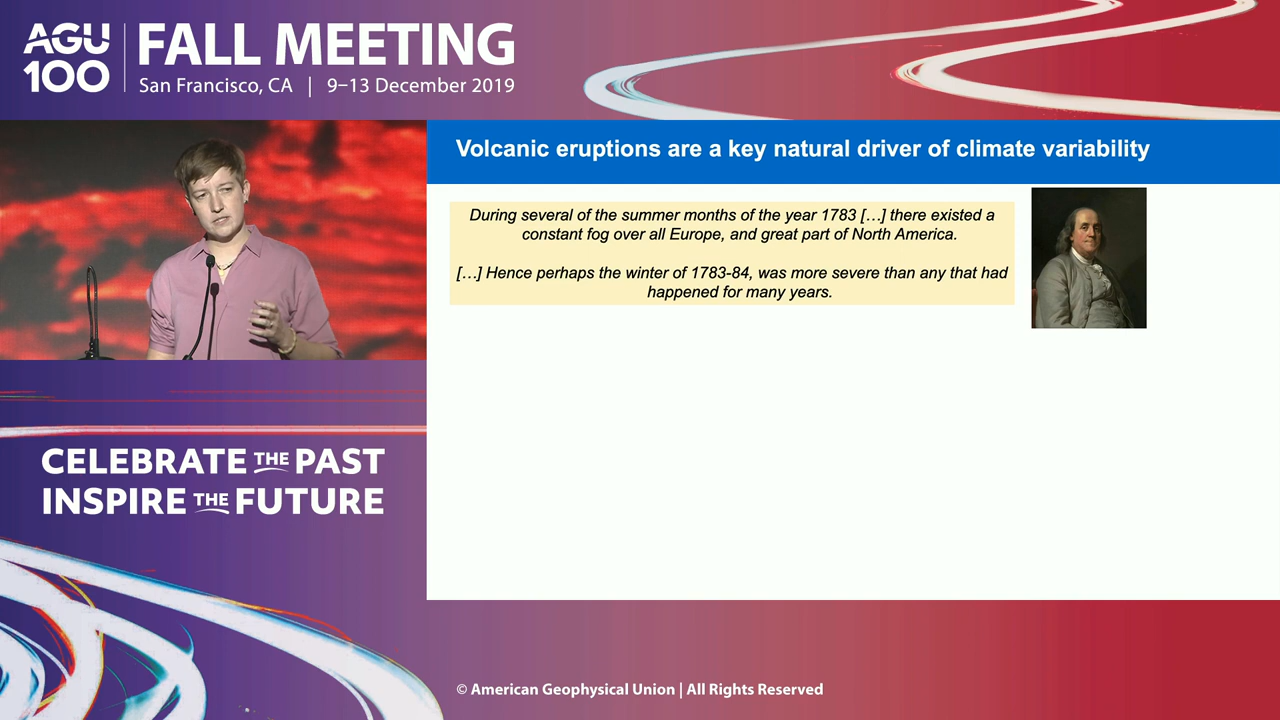 AGU
100
FALL MEETING
San Francisco, CA | 9–13 December 2019
Volcanic eruptions are a key natural driver of climate variability
During several of the summer months of the year 1783 […] there existed a
constant fog over all Europe, and great part of North America.
[…] Hence perhaps the winter of 1783-84, was more severe than any that had
happened for many years.
CELEBRATE THE PAST
INSPIRE THE FUTURE
© American Geophysical Union | All Rights Reserved